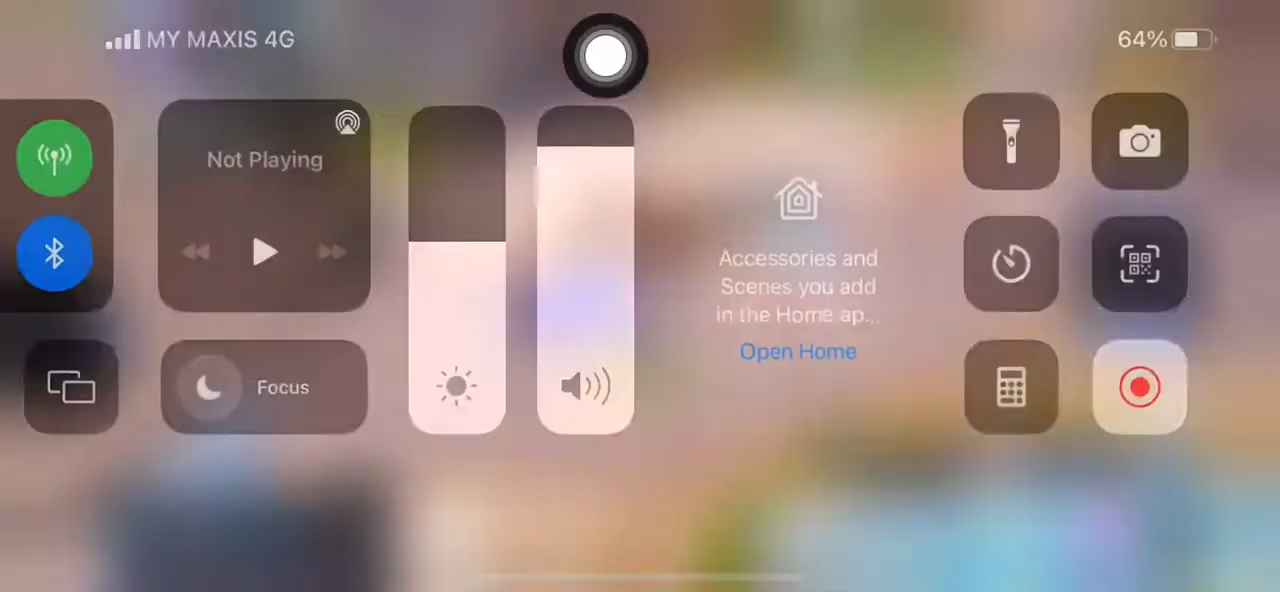 MY MAXIS 4G
64%
Not Playing
Accessories and
Scenes you add
in the Home ap...
Open Home
Focus